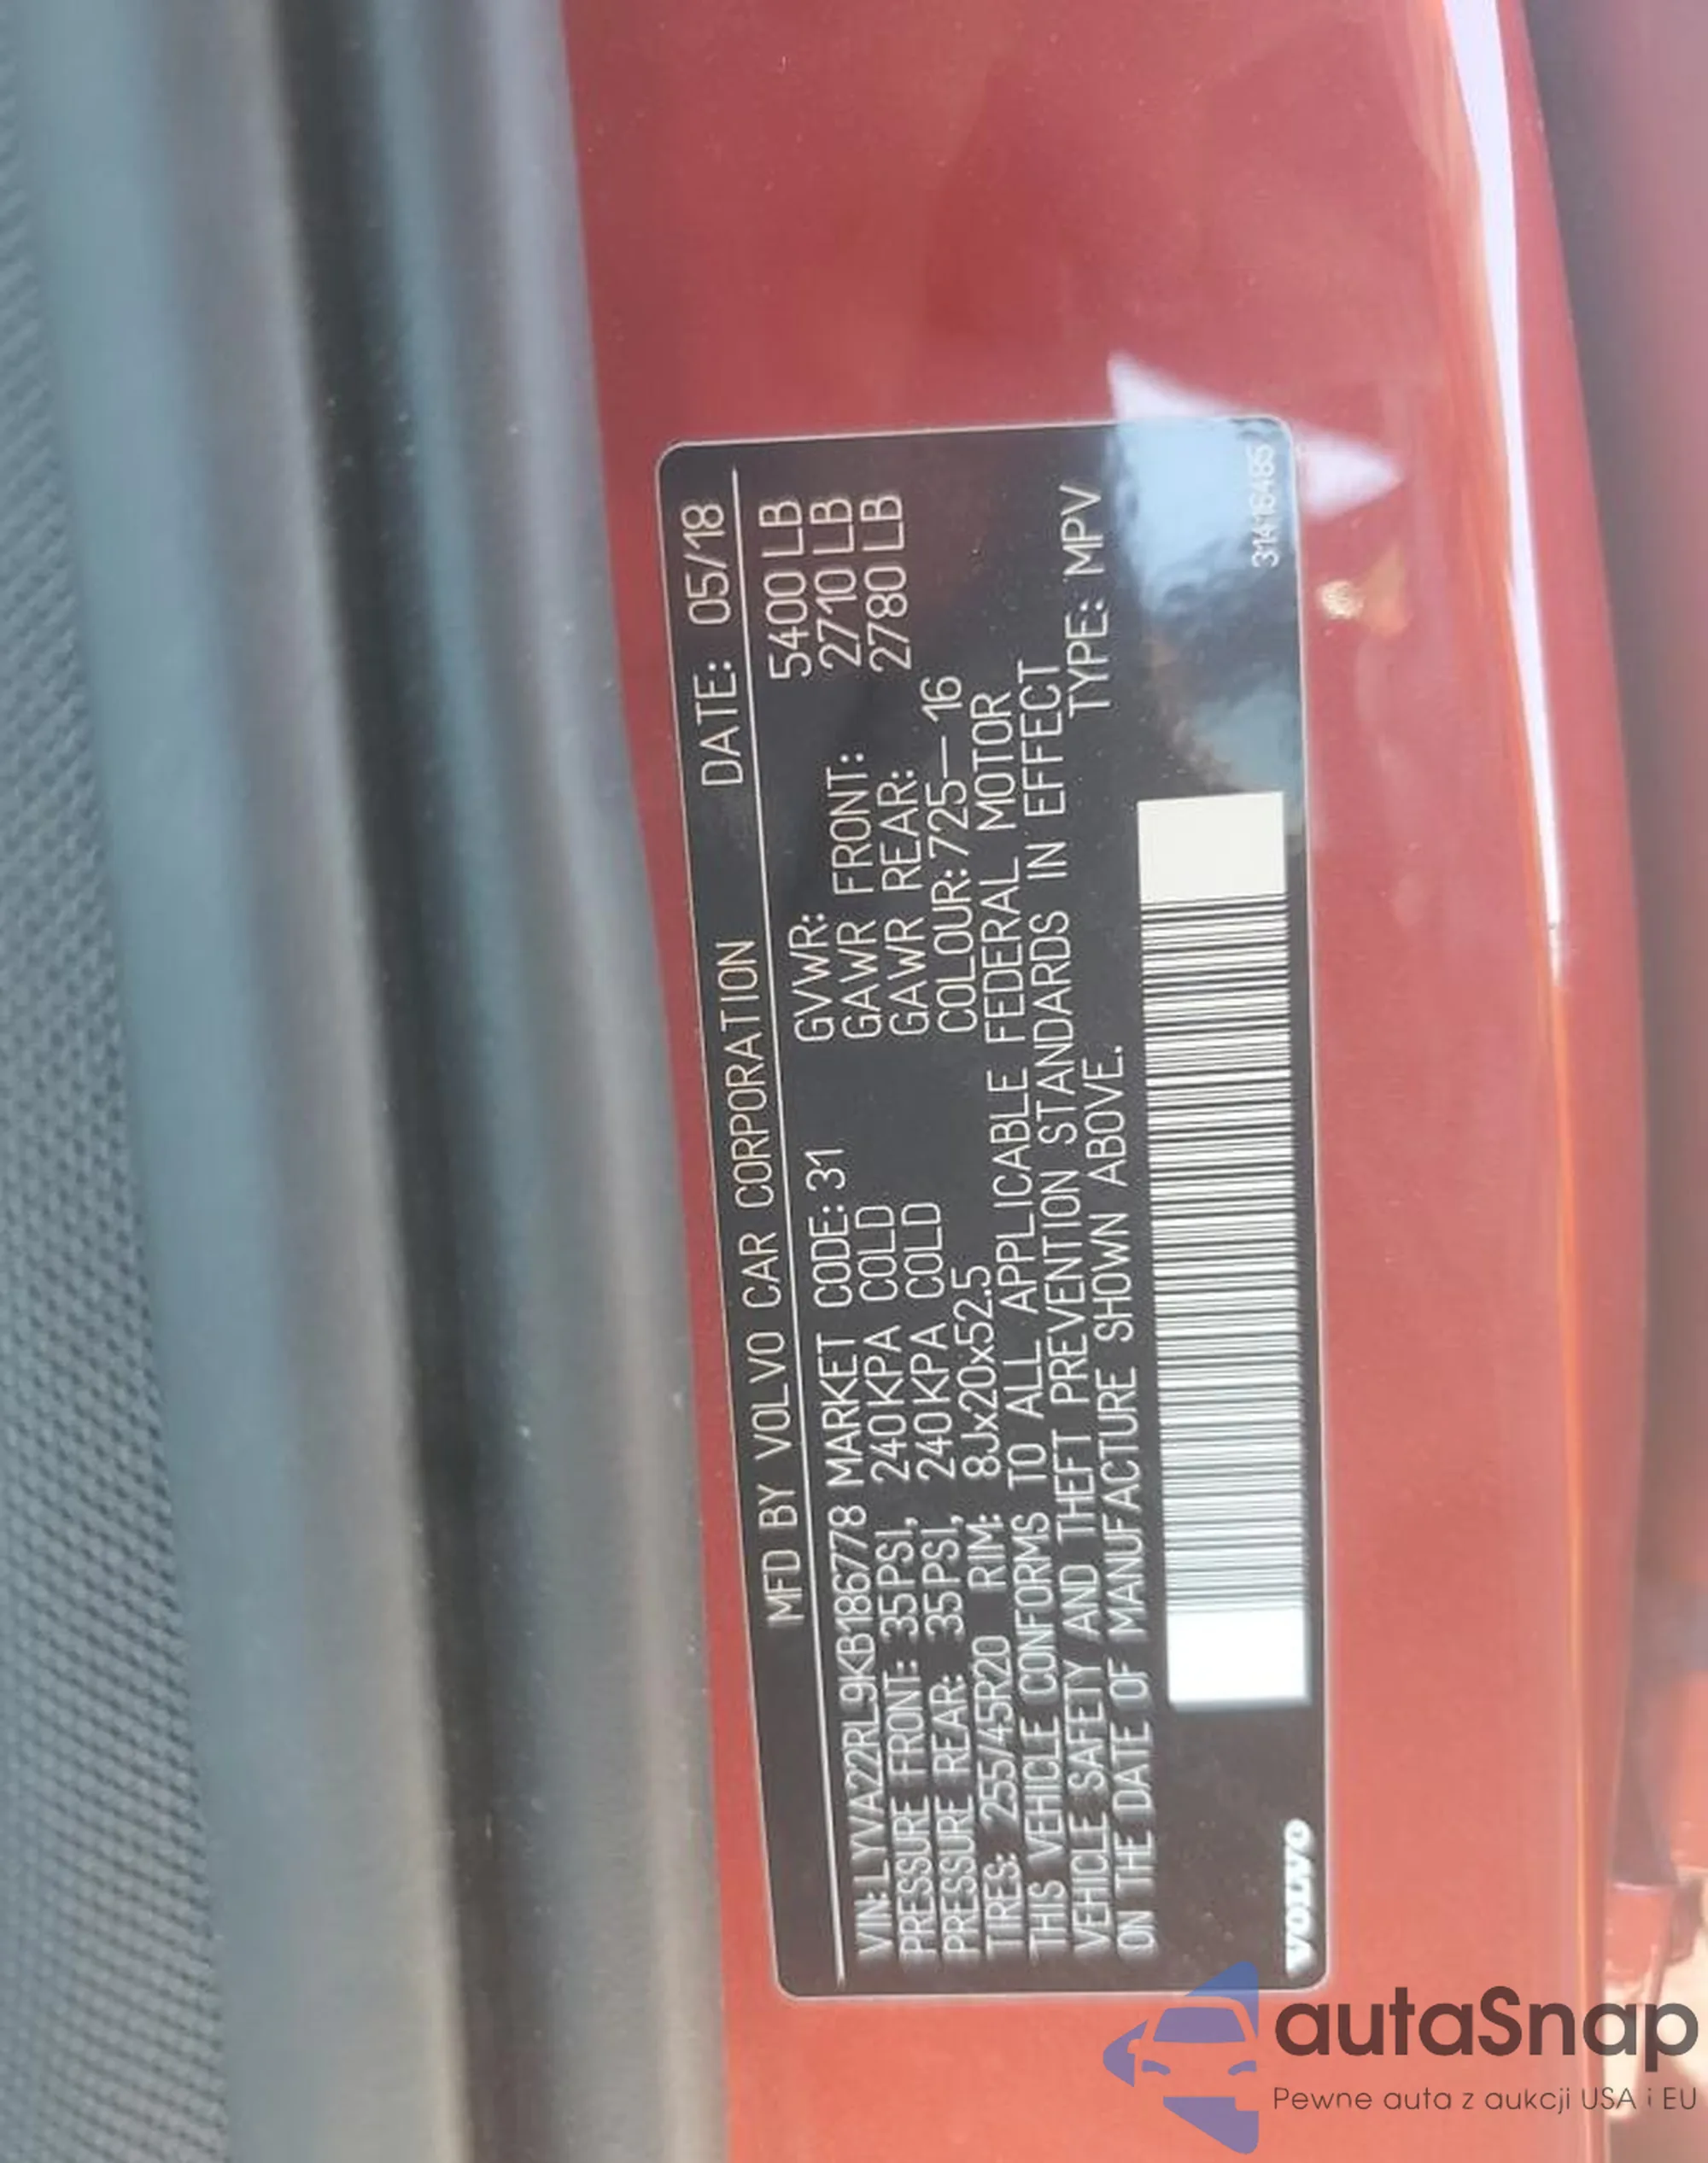 MFD BY VOLVO CAR CORPORATION DATE: 05/18
VIN: LYVA22RL9KB186778 MARKET CODE: 31 GVWR: 5400 LB
PRESSURE FRONT: 35PSI, 240KPA COLD GAWR FRONT: 2710 LB
PRESSURE REAR: 35PSI, 240KPA COLD GAWR REAR: 2780 LB
TIRES: 255/45R20 RIM: 8Jx20x52.5 COLOUR: 725-16
THIS VEHICLE CONFORMS TO ALL APPLICABLE FEDERAL MOTOR
VEHICLE SAFETY AND THEFT PREVENTION STANDARDS IN EFFECT
ON THE DATE OF MANUFACTURE SHOWN ABOVE. TYPE: MPV
VOLVO 31416485
autaSnap
Pewne auta z aukcji USA i EU